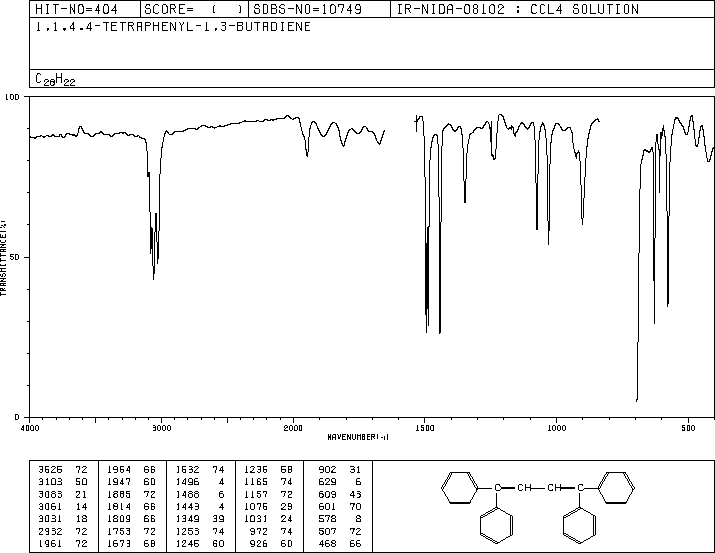 HIT-NO=404 SCORE= ( ) SDBS-NO=10749 IR-NIDA-08102 : CCL4 SOLUTION
1,1,4,4-TETRAPHENYL-1,3-BUTADIENE
C28H22
100
50
0
TRANSMITTANCE(%)
4000 3000 2000 1500 1000 500
WAVENUMBER(-1)
3626 72 1964 66 1632 74 1236 68 902 31
3103 50 1947 60 1496 4 1165 74 629 6
3083 21 1885 72 1488 6 1157 72 609 46
3061 14 1814 66 1443 4 1076 29 601 70
3031 18 1809 66 1349 39 1031 24 578 8
2932 72 1753 72 1253 74 972 74 507 72
1961 72 1673 68 1246 60 926 60 468 66
C CH CH C